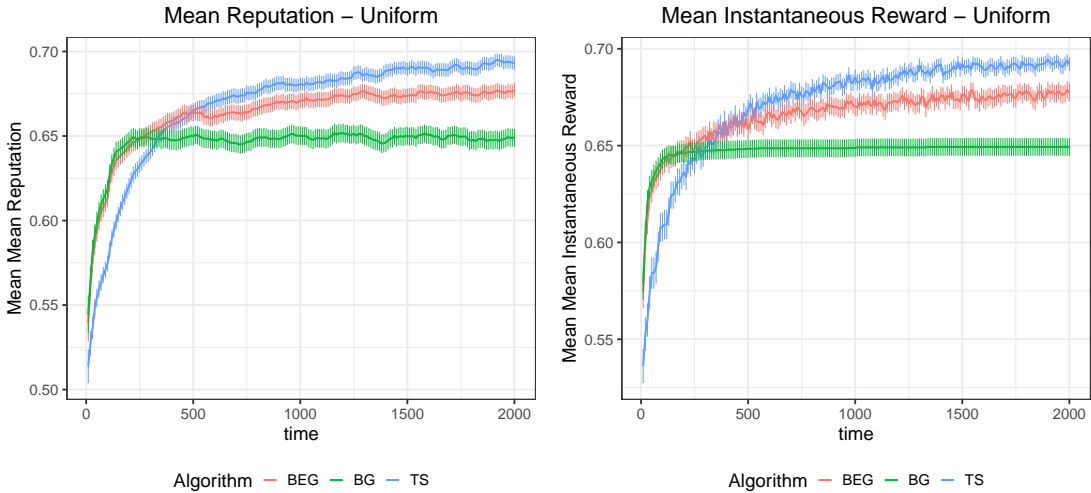 Mean Reputation – Uniform
Mean Mean Reputation
0.70
0.65
0.60
0.55
0.50
0
500
1000
1500
2000
time
Algorithm BEG BG TS
Mean Instantaneous Reward – Uniform
Mean Mean Instantaneous Reward
0.70
0.65
0.60
0.55
0
500
1000
1500
2000
time
Algorithm BEG BG TS